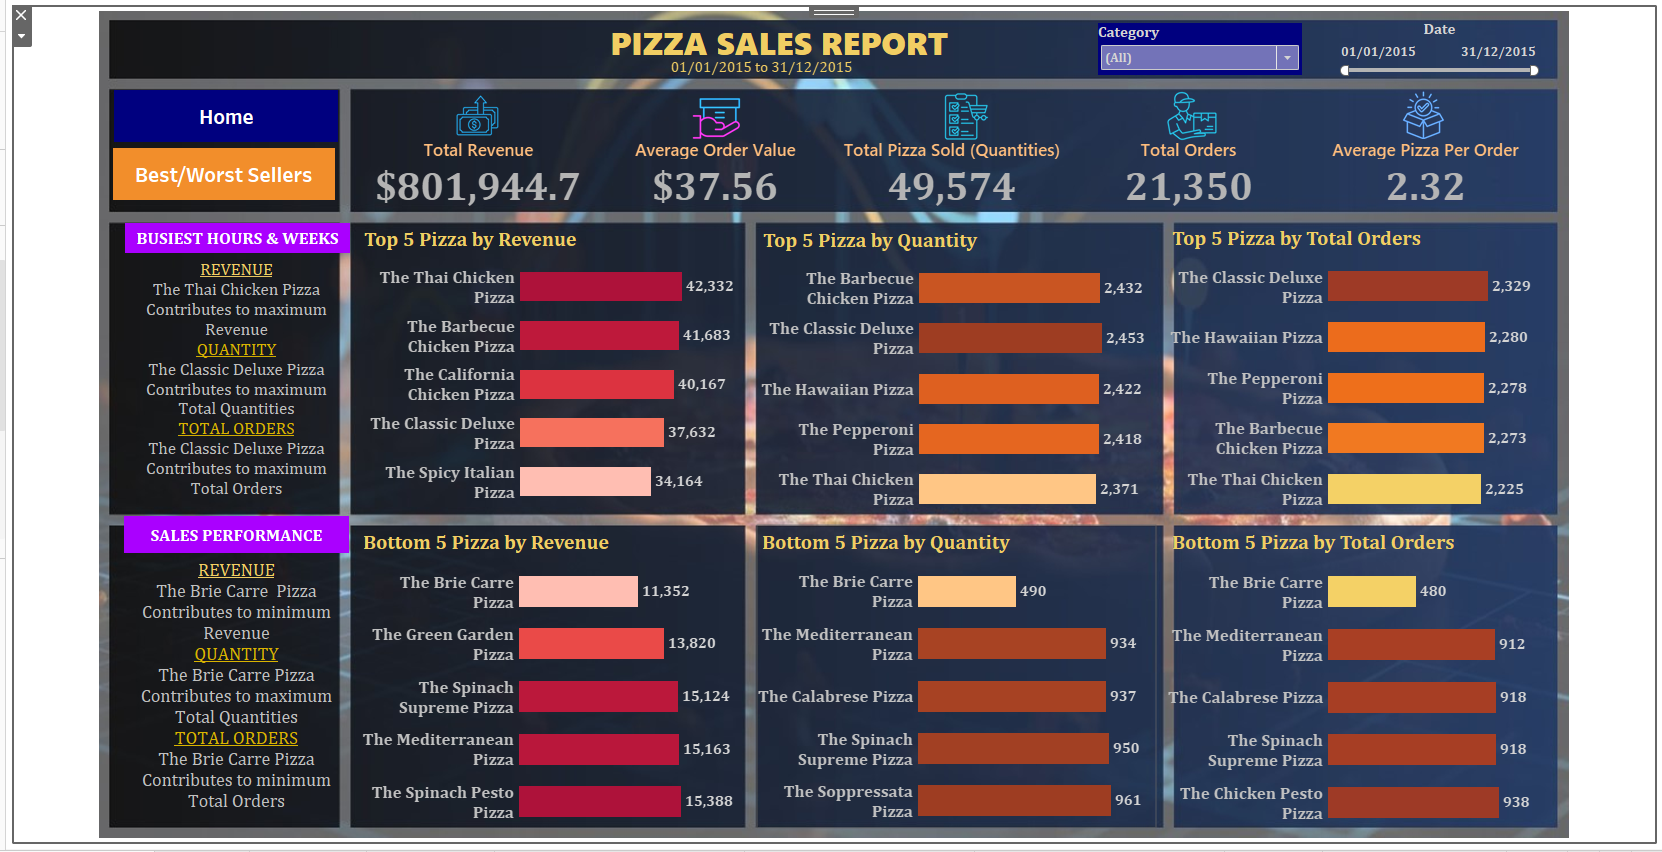 PIZZA SALES REPORT
01/01/2015 to 31/12/2015
Category
(All)
Date
01/01/2015
31/12/2015
Home
Best/Worst Sellers
Total Revenue
$801,944.7
Average Order Value
$37.56
Total Pizza Sold (Quantities)
49,574
Total Orders
21,350
Average Pizza Per Order
2.32
BUSIEST HOURS & WEEKS
REVENUE
The Thai Chicken Pizza
Contributes to maximum
Revenue
QUANTITY
The Classic Deluxe Pizza
Contributes to maximum
Total Quantities
TOTAL ORDERS
The Classic Deluxe Pizza
Contributes to maximum
Total Orders
Top 5 Pizza by Revenue
The Thai Chicken
Pizza
42,332
The Barbecue
Chicken Pizza
41,683
The California
Chicken Pizza
40,167
The Classic Deluxe
Pizza
37,632
The Spicy Italian
Pizza
34,164
Top 5 Pizza by Quantity
The Barbecue
Chicken Pizza
2,432
The Classic Deluxe
Pizza
2,453
The Hawaiian Pizza
2,422
The Pepperoni
Pizza
2,418
The Thai Chicken
Pizza
2,371
Top 5 Pizza by Total Orders
The Classic Deluxe
Pizza
2,329
The Hawaiian Pizza
2,280
The Pepperoni
Pizza
2,278
The Barbecue
Chicken Pizza
2,273
The Thai Chicken
Pizza
2,225
SALES PERFORMANCE
REVENUE
The Brie Carre Pizza
Contributes to minimum
Revenue
QUANTITY
The Brie Carre Pizza
Contributes to maximum
Total Quantities
TOTAL ORDERS
The Brie Carre Pizza
Contributes to minimum
Total Orders
Bottom 5 Pizza by Revenue
The Brie Carre
Pizza
11,352
The Green Garden
Pizza
13,820
The Spinach
Supreme Pizza
15,124
The Mediterranean
Pizza
15,163
The Spinach Pesto
Pizza
15,388
Bottom 5 Pizza by Quantity
The Brie Carre
Pizza
490
The Mediterranean
Pizza
934
The Calabrese Pizza
937
The Spinach
Supreme Pizza
950
The Soppressata
Pizza
961
Bottom 5 Pizza by Total Orders
The Brie Carre
Pizza
480
The Mediterranean
Pizza
912
The Calabrese Pizza
918
The Spinach
Supreme Pizza
918
The Chicken Pesto
Pizza
938